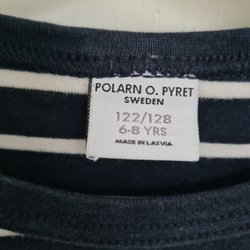 POLARN O. PYRET
SWEDEN
122/128
6-8 YRS
MADE IN LATVIA